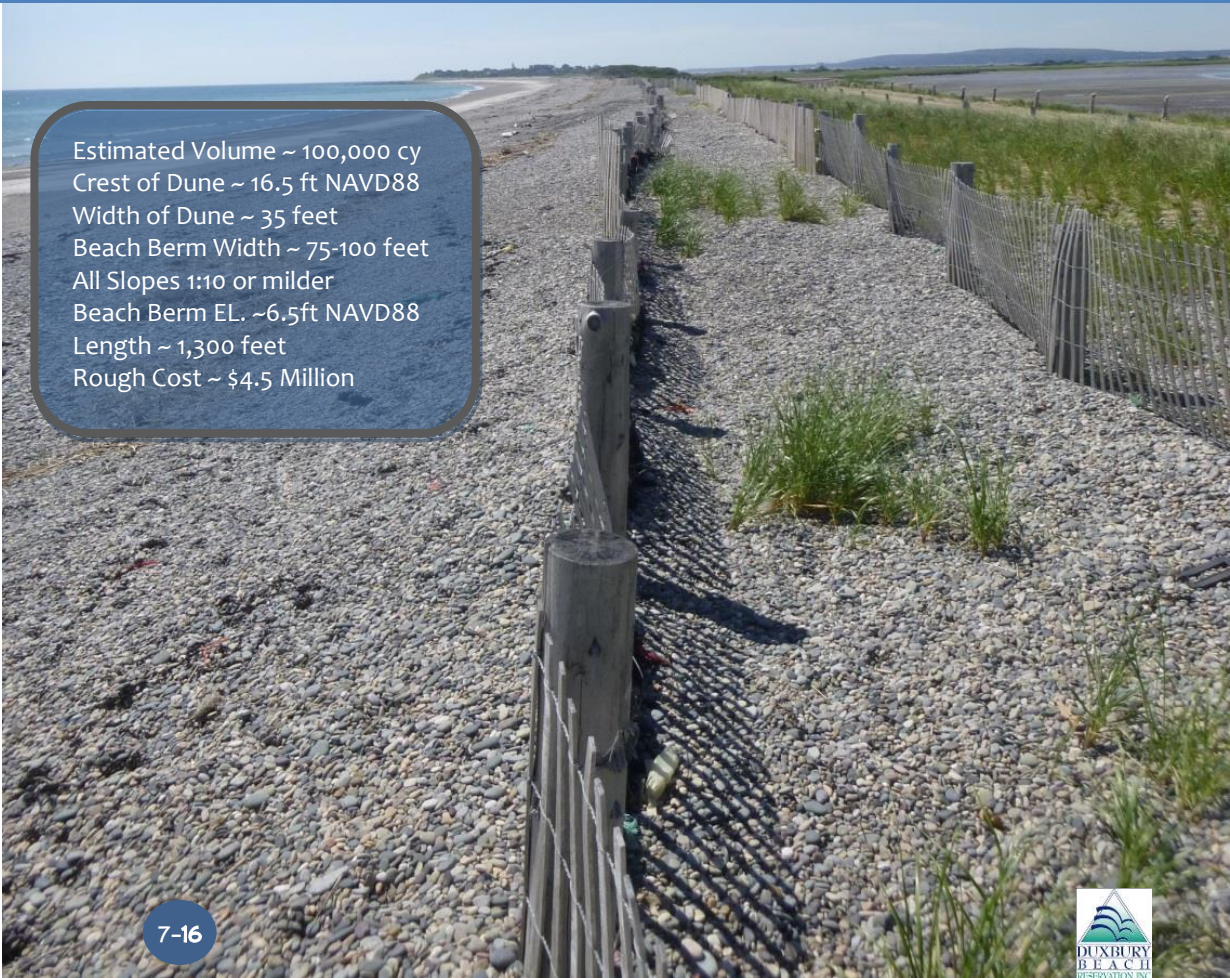 Estimated Volume ~ 100,000 cy
Crest of Dune ~ 16.5 ft NAVD88
Width of Dune ~ 35 feet
Beach Berm Width ~ 75-100 feet
All Slopes 1:10 or milder
Beach Berm EL. ~6.5ft NAVD88
Length ~ 1,300 feet
Rough Cost ~ $4.5 Million
7-16
DUXBURY
BEACH
RESERVATION, INC